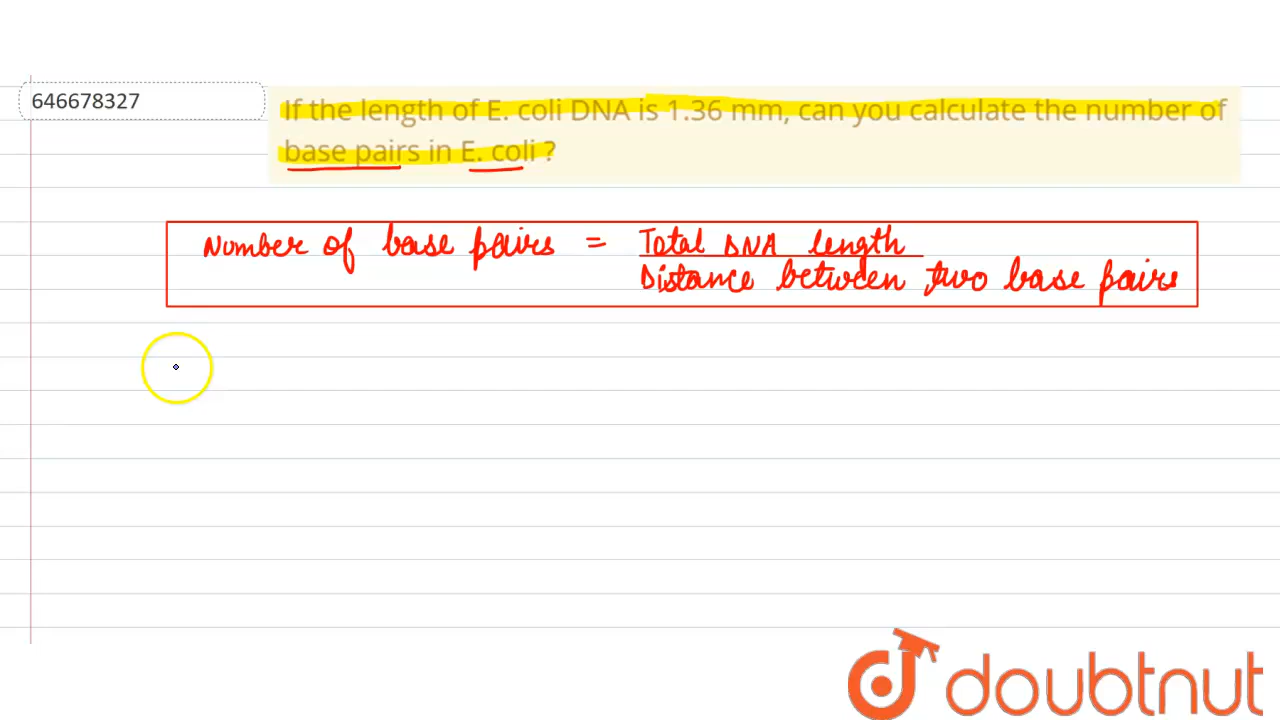 646678327
If the length of E. coli DNA is 1.36 mm, can you calculate the number of
base pairs in E. coli ?
Number of base pairs = Total DNA length
Distance between two base pairs
doubtnut